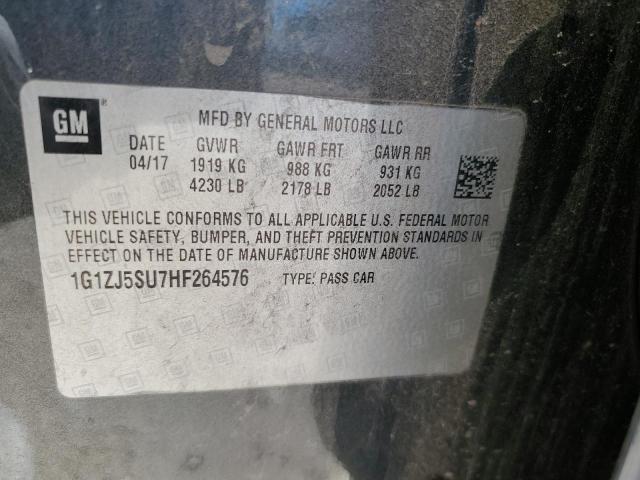 GM
MFD BY GENERAL MOTORS LLC
DATE GVWR GAWR FRT GAWR RR
04/17 1919 KG 988 KG 931 KG
4230 LB 2178 LB 2052 LB
THIS VEHICLE CONFORMS TO ALL APPLICABLE U.S. FEDERAL MOTOR
VEHICLE SAFETY, BUMPER, AND THEFT PREVENTION STANDARDS IN
EFFECT ON THE DATE OF MANUFACTURE SHOWN ABOVE.
1G1ZJ5SU7HF264576 TYPE: PASS CAR